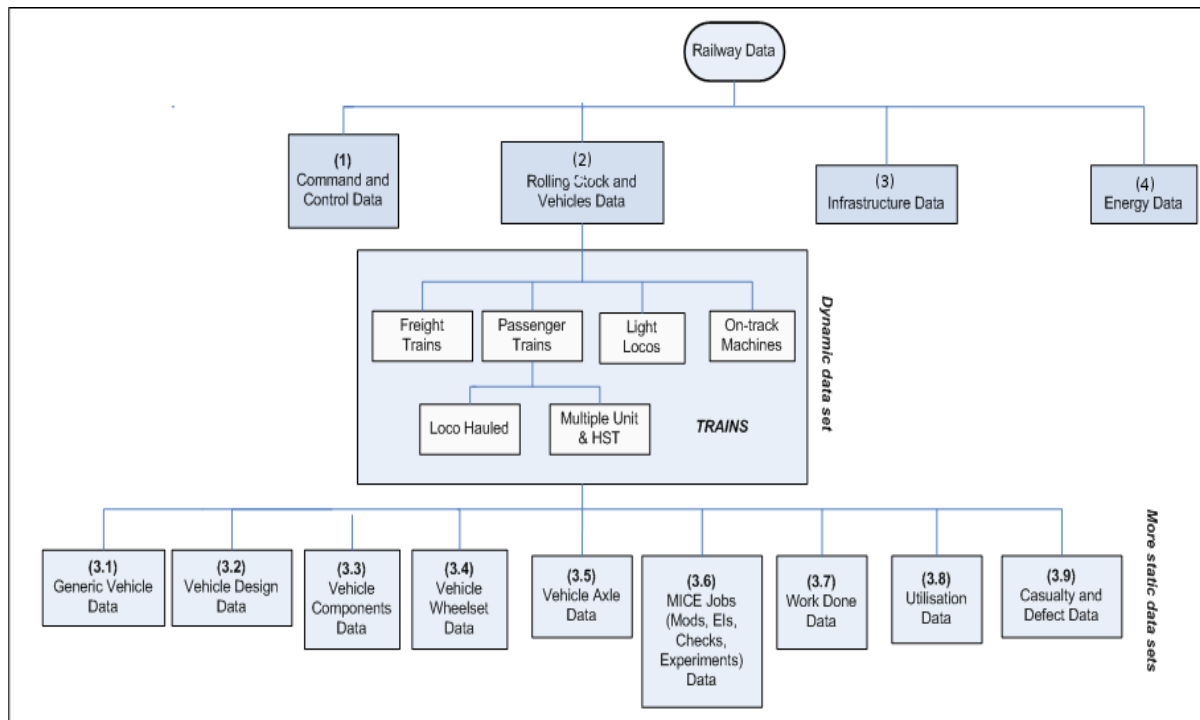 Railway Data
(1)
Command and
Control Data
(2)
Rolling Stock and
Vehicles Data
(3)
Infrastructure Data
(4)
Energy Data
Freight
Trains
Passenger
Trains
Light
Locos
On-track
Machines
Loco Hauled
Multiple Unit
& HST
TRAINS
Dynamic data set
(3.1)
Generic Vehicle
Data
(3.2)
Vehicle Design
Data
(3.3)
Vehicle
Components
Data
(3.4)
Vehicle
Wheelset
Data
(3.5)
Vehicle Axle
Data
(3.6)
MICE Jobs
(Mods, EIs,
Checks,
Experiments)
Data
(3.7)
Work Done
Data
(3.8)
Utilisation
Data
(3.9)
Casualty and
Defect Data
More static data sets